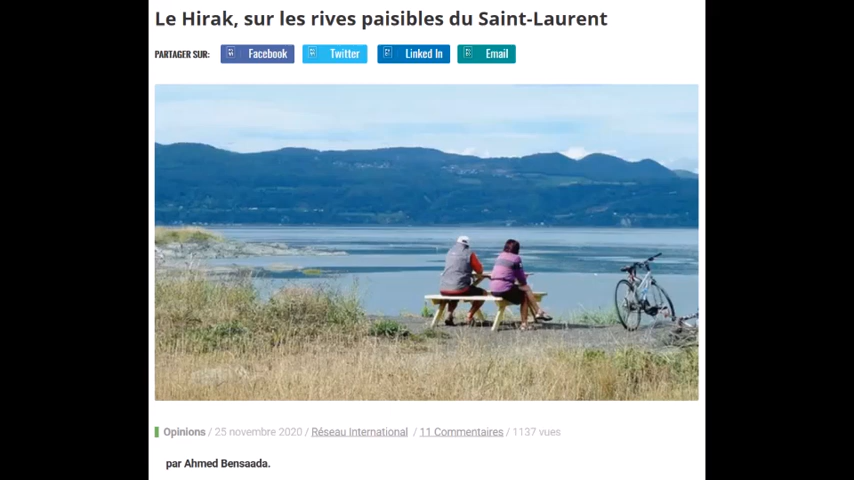 Le Hirak, sur les rives paisibles du Saint-Laurent
PARTAGER SUR: Facebook Twitter Linked In Email
Opinions / 25 novembre 2020 / Réseau International / 11 Commentaires / 1137 vues
par Ahmed Bensaada.